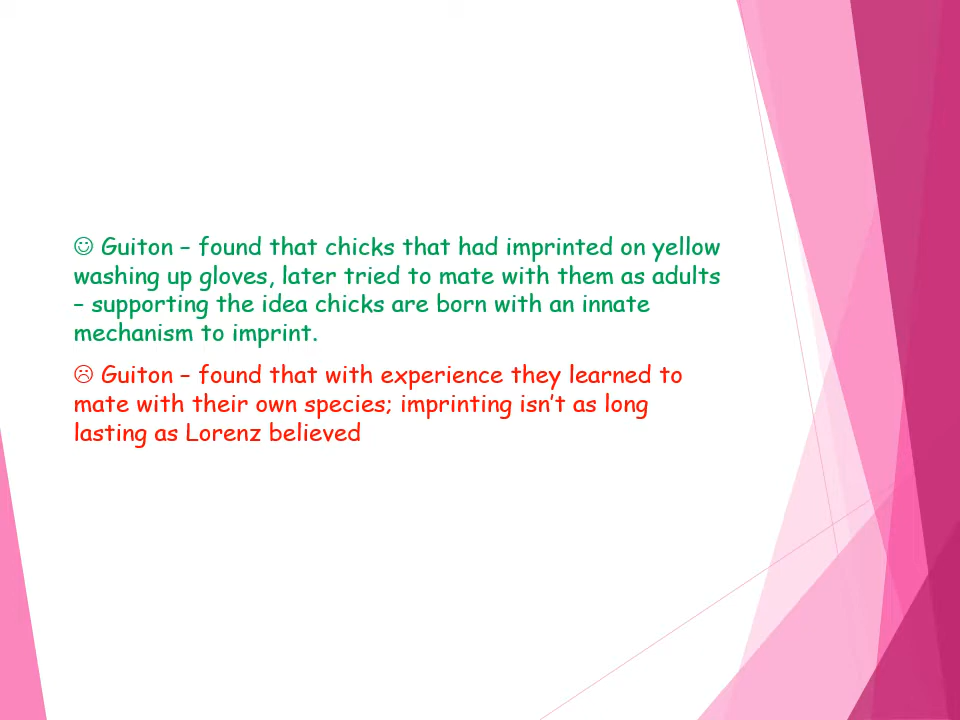 ☺ Guiton – found that chicks that had imprinted on yellow
washing up gloves, later tried to mate with them as adults
– supporting the idea chicks are born with an innate
mechanism to imprint.
☹ Guiton – found that with experience they learned to
mate with their own species; imprinting isn’t as long
lasting as Lorenz believed